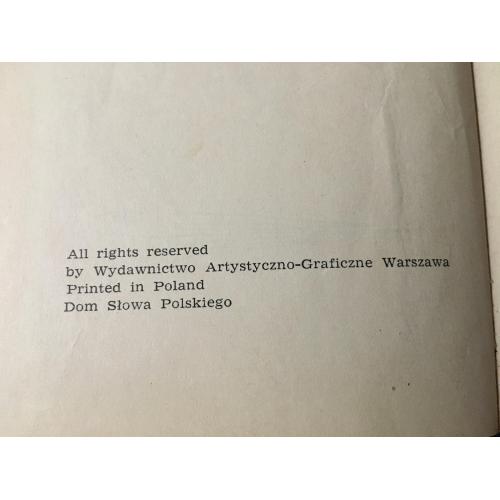 All rights reserved
by Wydawnictwo Artystyczno-Graficzne Warszawa
Printed in Poland
Dom Słowa Polskiego